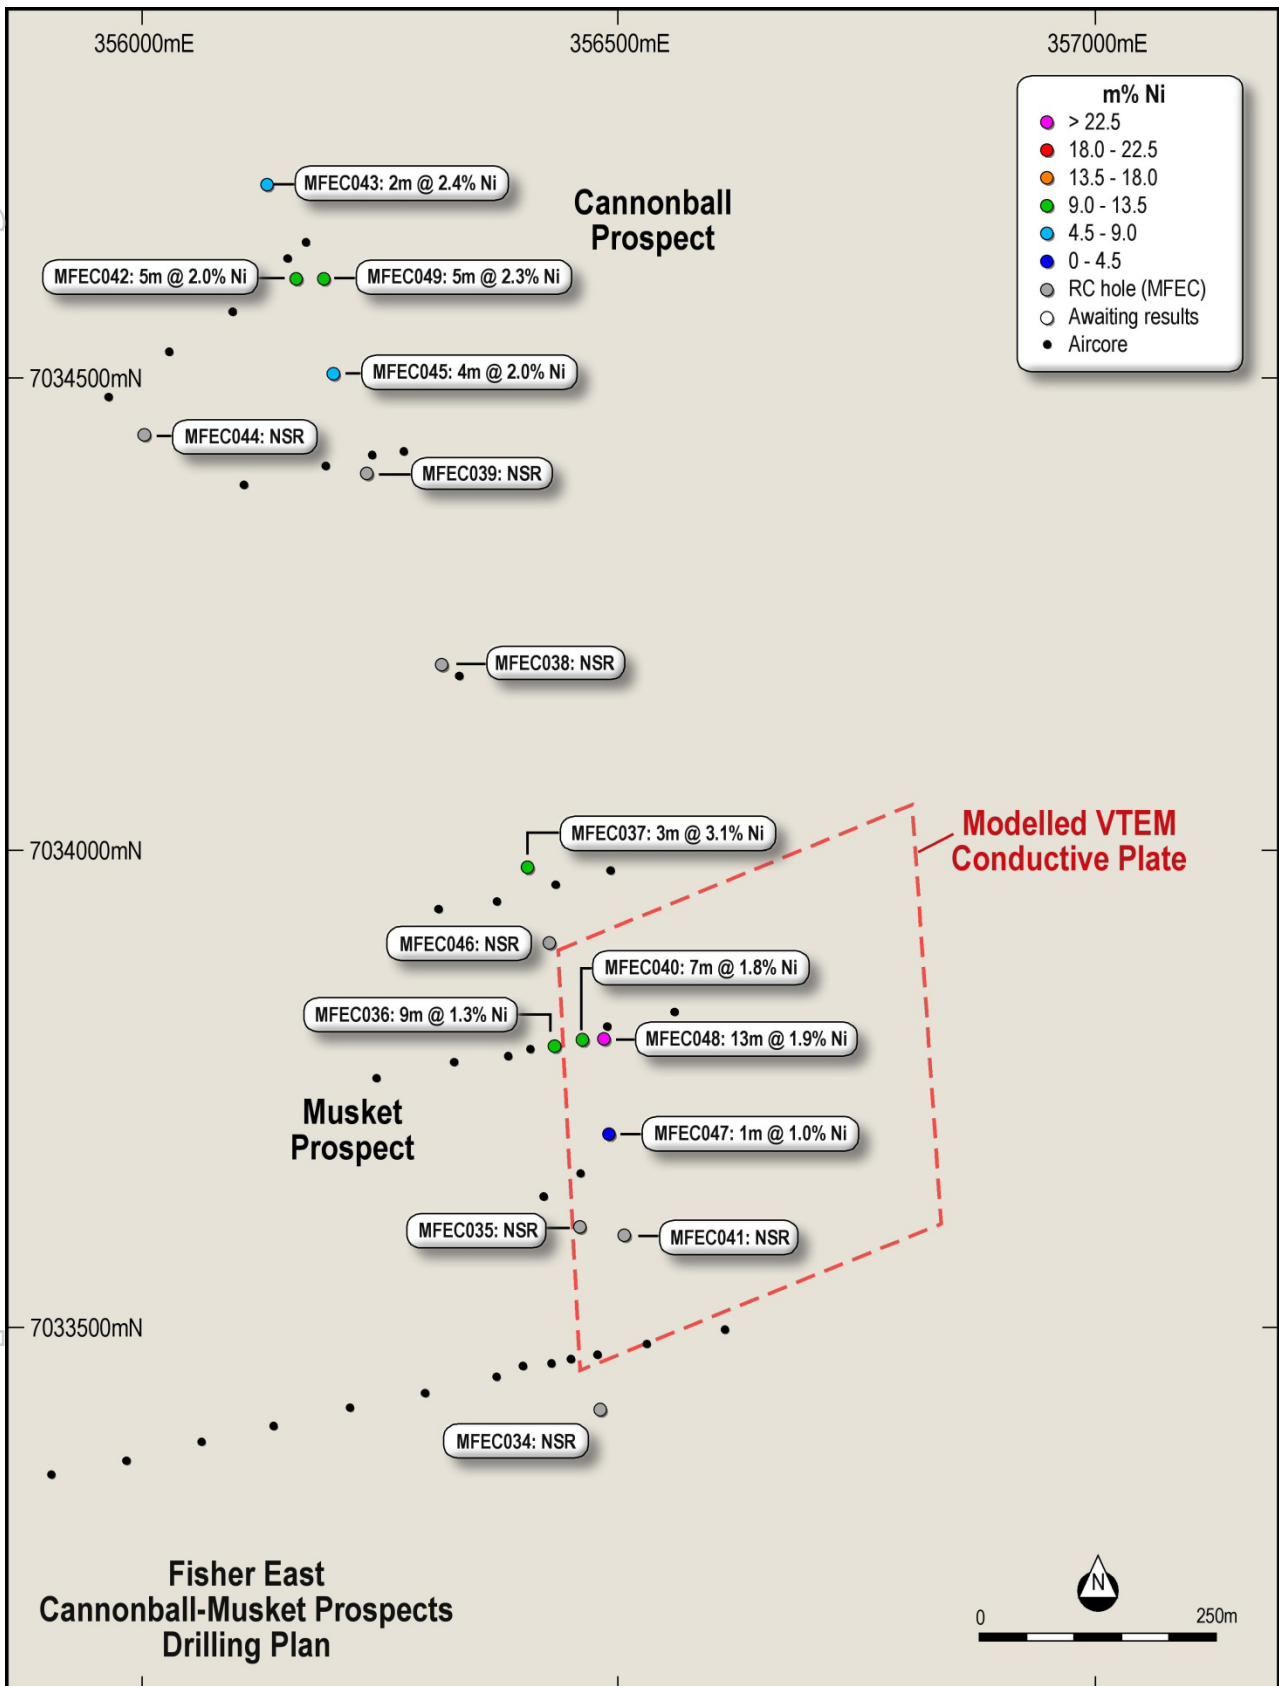 356000mE
356500mE
357000mE
m% Ni
> 22.5
18.0 - 22.5
13.5 - 18.0
9.0 - 13.5
4.5 - 9.0
0 - 4.5
RC hole (MFEC)
Awaiting results
Aircore
MFEC043: 2m @ 2.4% Ni
Cannonball
Prospect
MFEC042: 5m @ 2.0% Ni
MFEC049: 5m @ 2.3% Ni
7034500mN
MFEC045: 4m @ 2.0% Ni
MFEC044: NSR
MFEC039: NSR
MFEC038: NSR
7034000mN
MFEC037: 3m @ 3.1% Ni
Modelled VTEM
Conductive Plate
MFEC046: NSR
MFEC040: 7m @ 1.8% Ni
MFEC036: 9m @ 1.3% Ni
MFEC048: 13m @ 1.9% Ni
Musket
Prospect
MFEC047: 1m @ 1.0% Ni
MFEC035: NSR
MFEC041: NSR
7033500mN
MFEC034: NSR
Fisher East
Cannonball-Musket Prospects
Drilling Plan
N
0
250m